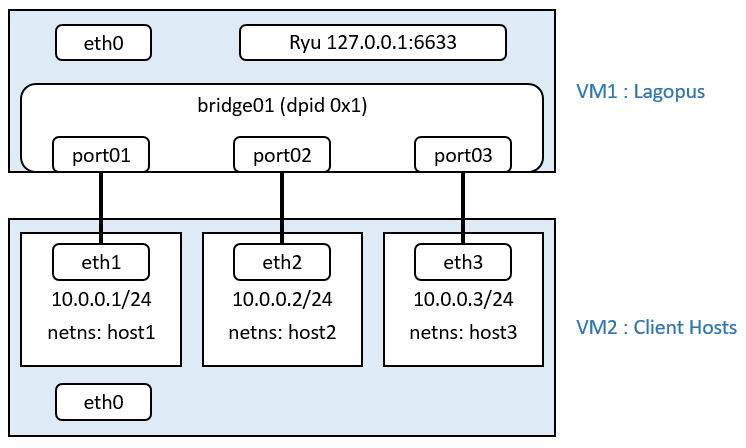 eth0
Ryu 127.0.0.1:6633
VM1 : Lagopus
bridge01 (dpid 0x1)
port01
port02
port03
eth1
eth2
eth3
10.0.0.1/24
10.0.0.2/24
10.0.0.3/24
netns: host1
netns: host2
netns: host3
VM2 : Client Hosts
eth0